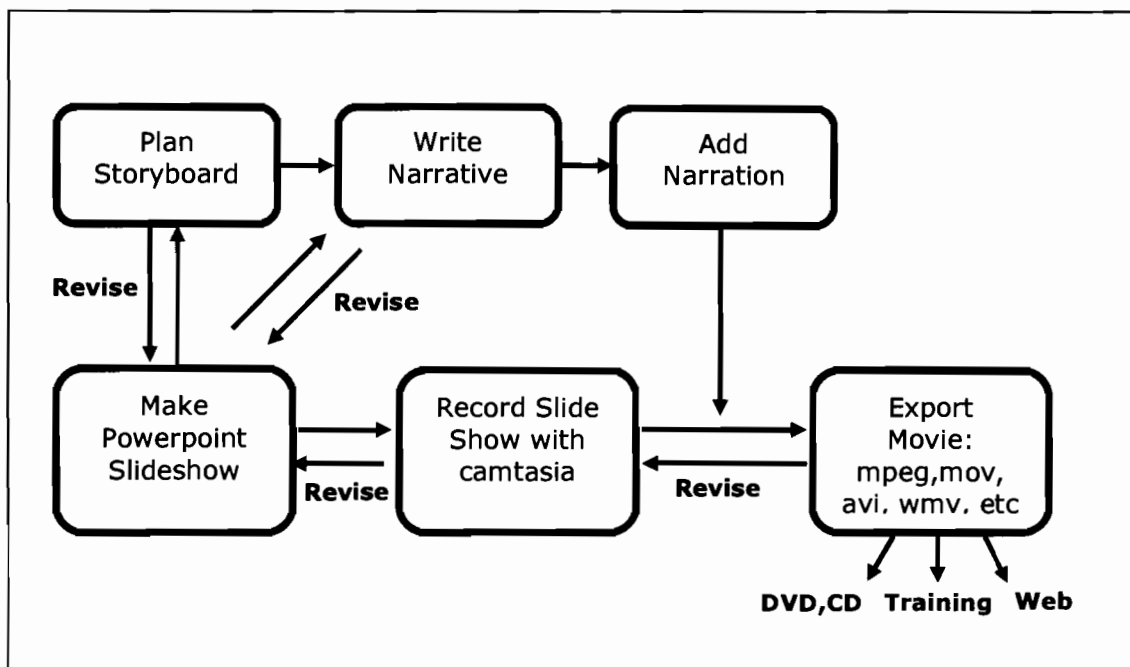 Plan
Storyboard
Write
Narrative
Add
Narration
Revise
Revise
Make
Powerpoint
Slideshow
Record Slide
Show with
camtasia
Export
Movie:
mpeg,mov,
avi, wmv, etc
Revise
Revise
DVD,CD Training Web